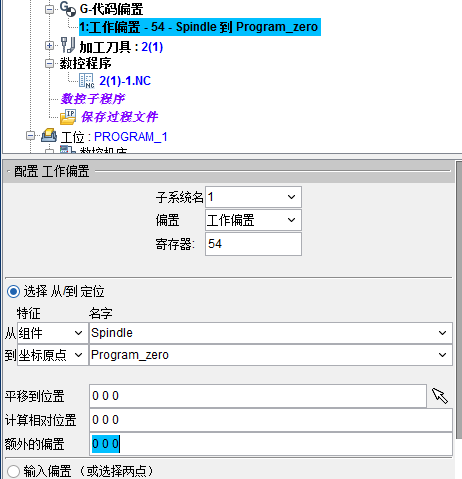 G-代码偏置
1:工作偏置 - 54 - Spindle 到 Program_zero
加工刀具 : 2(1)
数控程序
2(1)-1.NC
数控子程序
保存过程文件
工位 : PROGRAM_1
数控机床
配置 工作偏置
子系统名 1
偏置 工作偏置
寄存器: 54
选择 从/到 定位
特征 名字
从 组件 Spindle
到 坐标原点 Program_zero
平移到位置 0 0 0
计算相对位置 0 0 0
额外的偏置 0 0 0
输入偏置 （或选择两点）